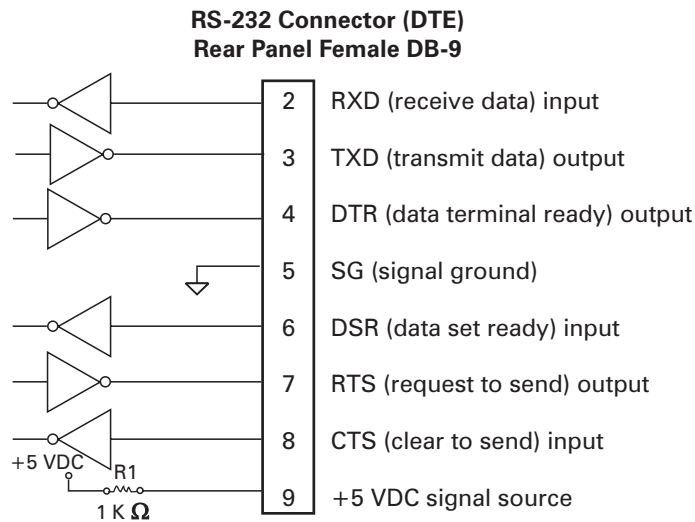 RS-232 Connector (DTE)
Rear Panel Female DB-9
2 RXD (receive data) input
3 TXD (transmit data) output
4 DTR (data terminal ready) output
5 SG (signal ground)
6 DSR (data set ready) input
7 RTS (request to send) output
8 CTS (clear to send) input
+5 VDC
R1
1 K Ω
9 +5 VDC signal source